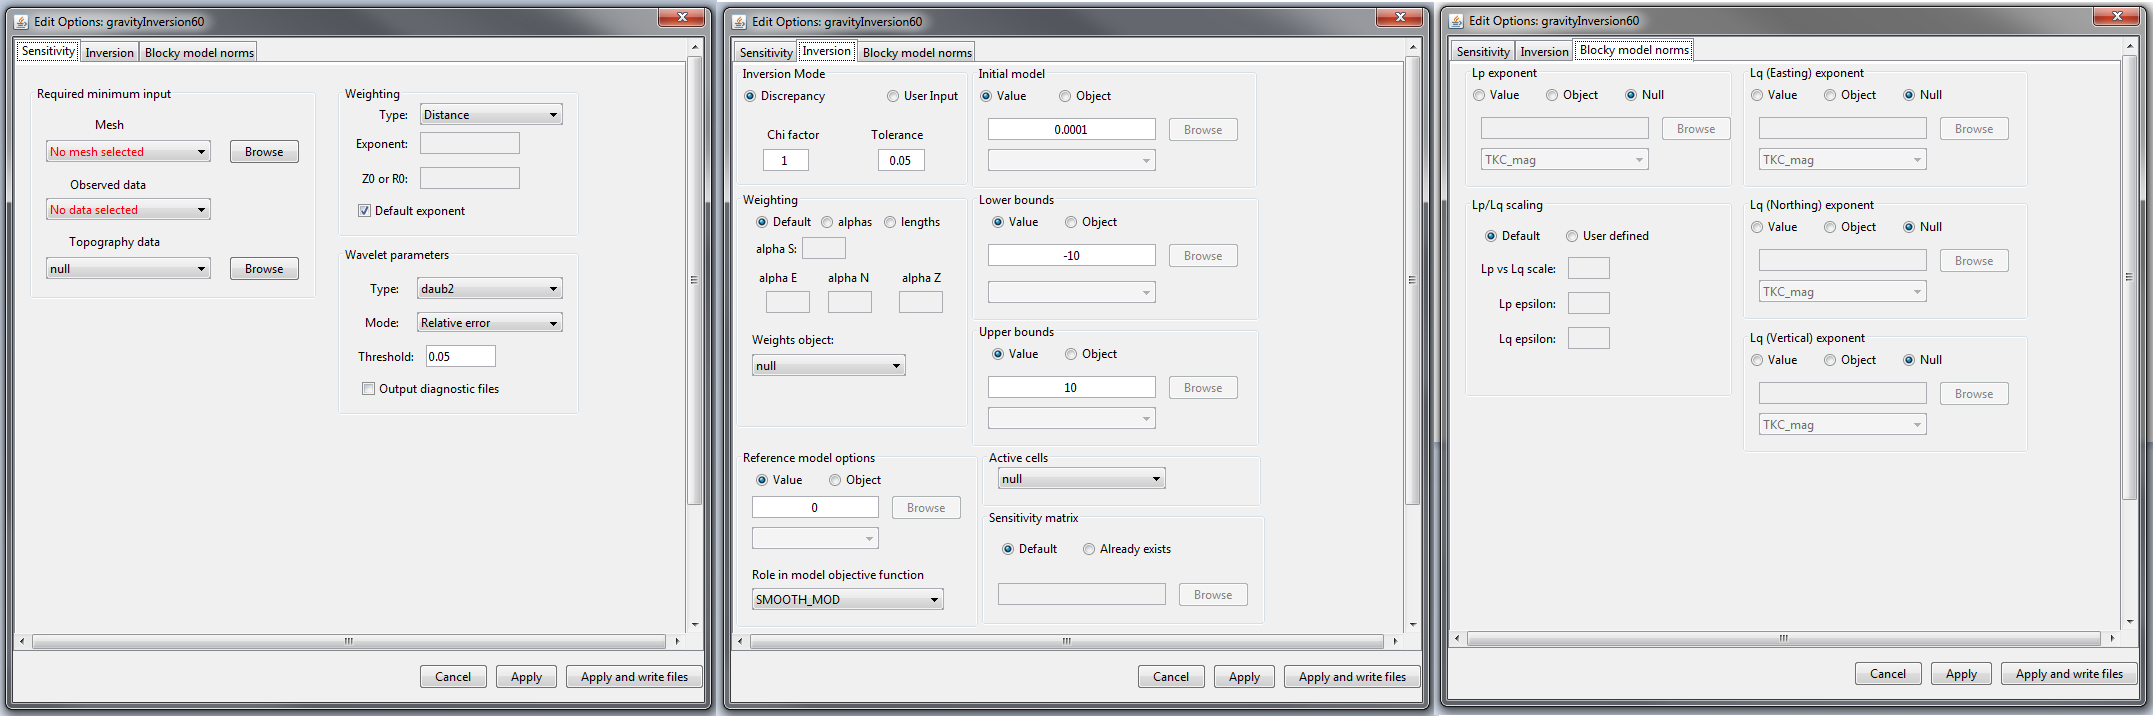 Edit Options: gravityInversion60
Sensitivity Inversion Blocky model norms
Required minimum input
Mesh
No mesh selected Browse
Observed data
No data selected
Topography data
null Browse
Weighting
Type: Distance
Exponent:
Z0 or R0:
Default exponent
Wavelet parameters
Type: daub2
Mode: Relative error
Threshold: 0.05
Output diagnostic files
Cancel Apply Apply and write files
Edit Options: gravityInversion60
Sensitivity Inversion Blocky model norms
Inversion Mode
Discrepancy User Input
Chi factor Tolerance
1 0.05
Weighting
Default alphas lengths
alpha S:
alpha E alpha N alpha Z
Weights object:
null
Reference model options
Value Object
0 Browse
Role in model objective function
SMOOTH_MOD
Initial model
Value Object
0.0001 Browse
Lower bounds
Value Object
-10 Browse
Upper bounds
Value Object
10 Browse
Active cells
null
Sensitivity matrix
Default Already exists
Browse
Cancel Apply Apply and write files
Edit Options: gravityInversion60
Sensitivity Inversion Blocky model norms
Lp exponent
Value Object Null
Browse
TKC_mag
Lp/Lq scaling
Default User defined
Lp vs Lq scale:
Lp epsilon:
Lq epsilon:
Lq (Easting) exponent
Value Object Null
Browse
TKC_mag
Lq (Northing) exponent
Value Object Null
Browse
TKC_mag
Lq (Vertical) exponent
Value Object Null
Browse
TKC_mag
Cancel Apply Apply and write files